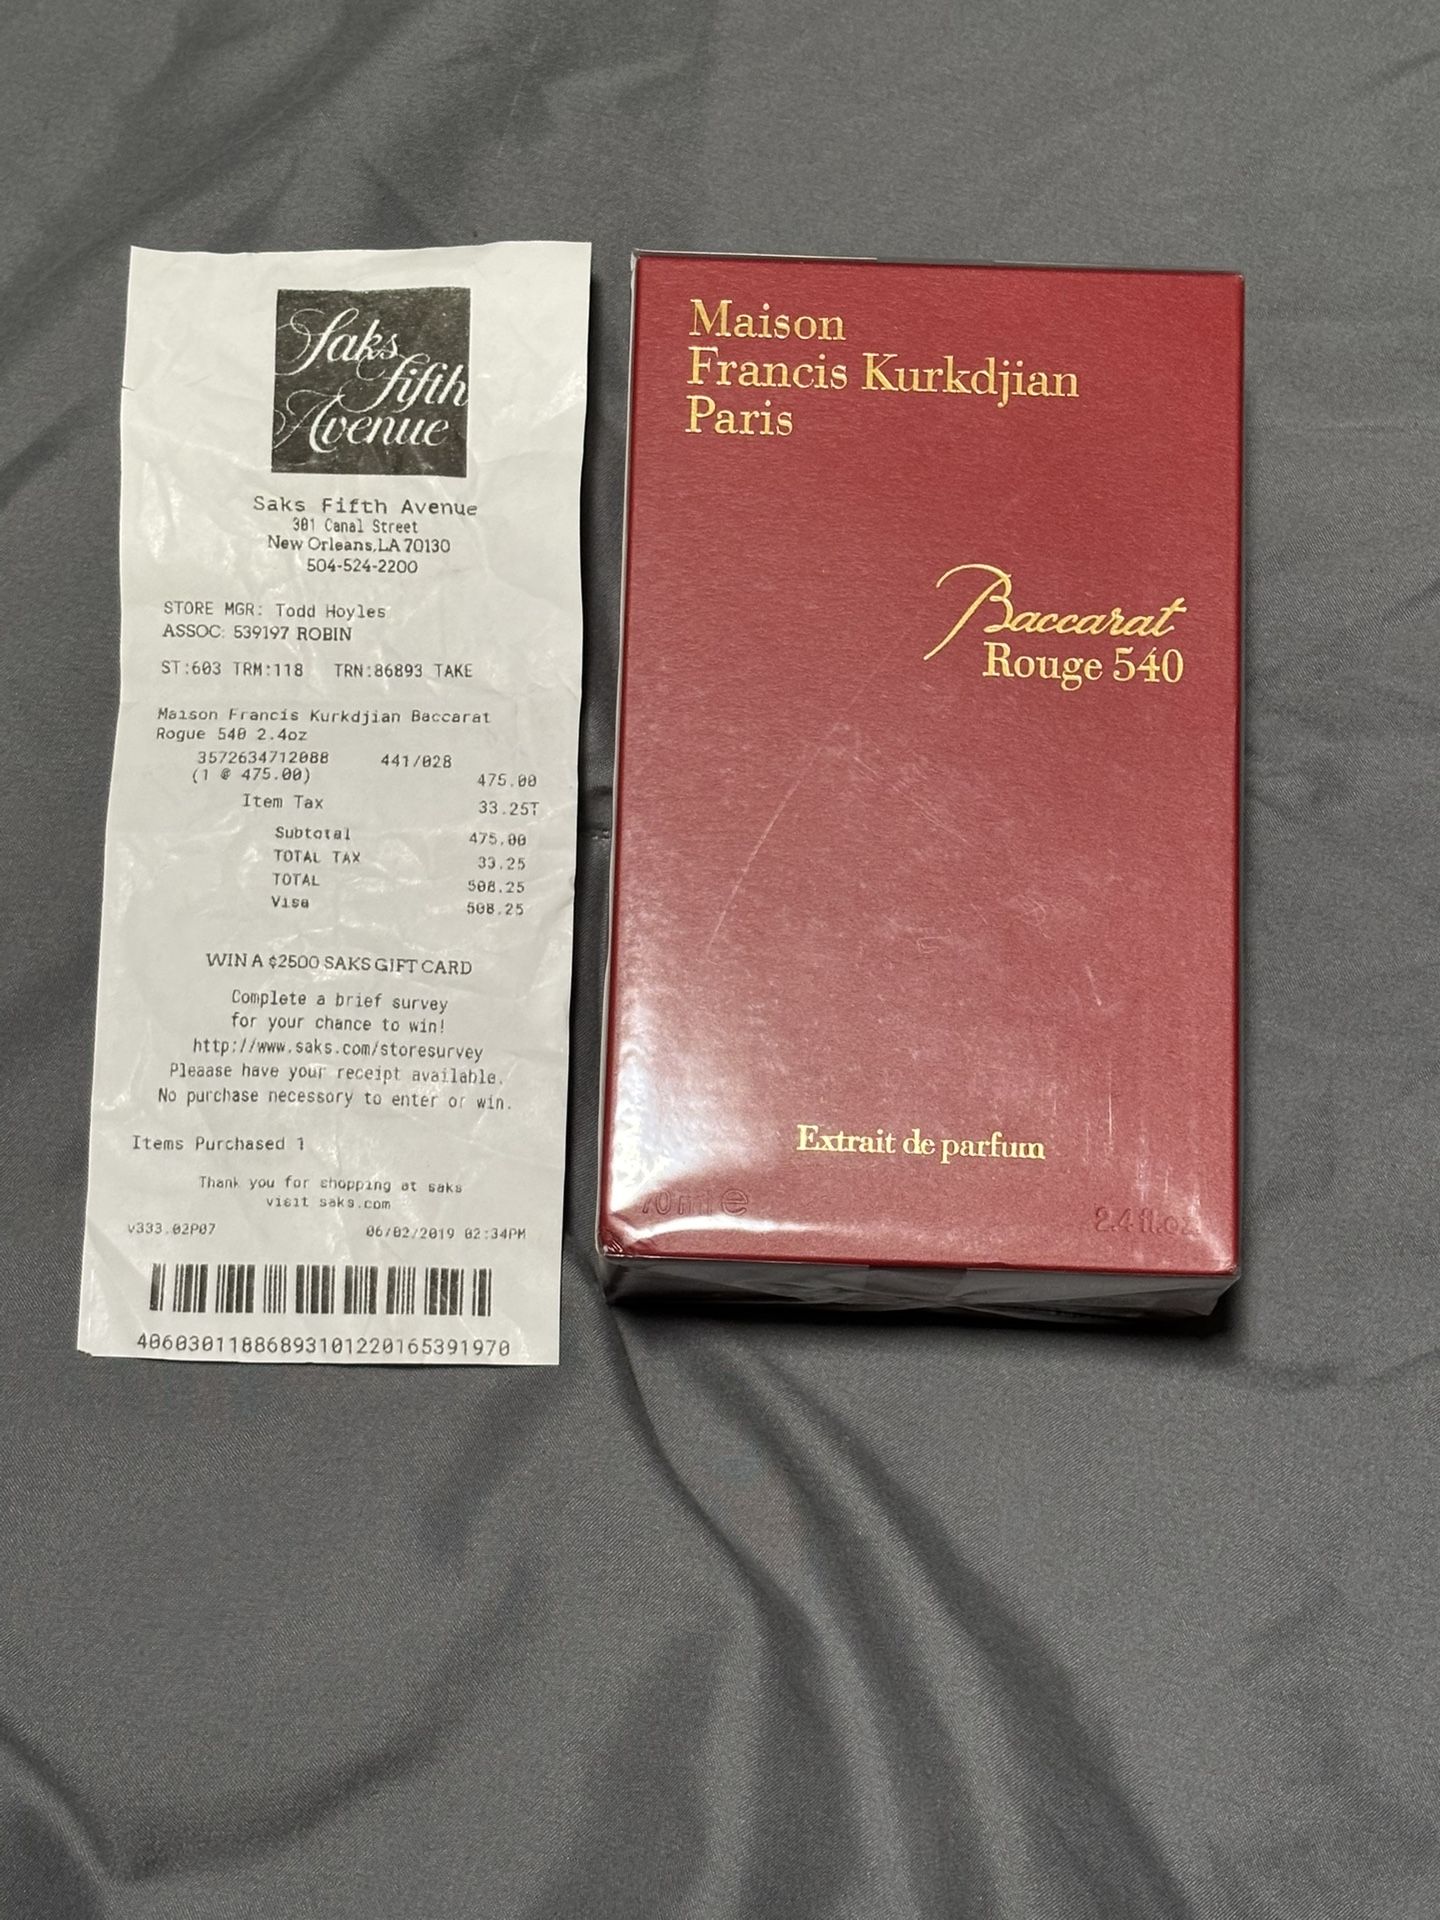 Saks
fifth
Avenue
Saks Fifth Avenue
301 Canal Street
New Orleans,LA 70130
504-524-2200
STORE MGR: Todd Hoyles
ASSOC: 539197 ROBIN
ST:603 TRM:118 TRN:86893 TAKE
Maison Francis Kurkdjian Baccarat
Rogue 540 2.4oz
3572634712088 441/028
(1 @ 475.00) 475.00
Item Tax 33.25T
Subtotal 475.00
TOTAL TAX 33.25
TOTAL 508.25
Visa 508.25
WIN A $2500 SAKS GIFT CARD
Complete a brief survey
for your chance to win!
http://www.saks.com/storesurvey
Pleaase have your receipt available.
No purchase necessory to enter or win.
Items Purchased 1
Thank you for shopping at saks
visit saks.com
v333.02P07 06/02/2019 02:34PM
4060301188689310122016539 1970
Maison
Francis Kurkdjian
Paris
Baccarat
Rouge 540
Extrait de parfum
70 ml e 2.4 fl.oz